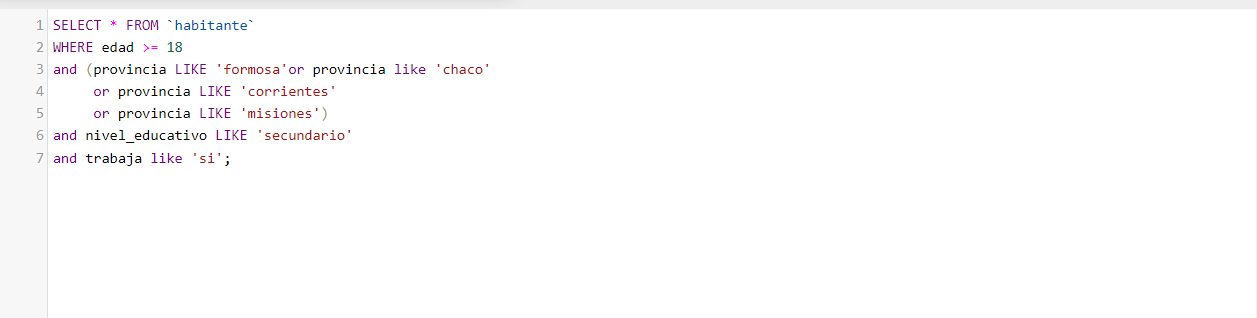 1 SELECT * FROM `habitante`
2 WHERE edad >= 18
3 and (provincia LIKE 'formosa'or provincia like 'chaco'
4      or provincia LIKE 'corrientes'
5      or provincia LIKE 'misiones')
6 and nivel_educativo LIKE 'secundario'
7 and trabaja like 'si';